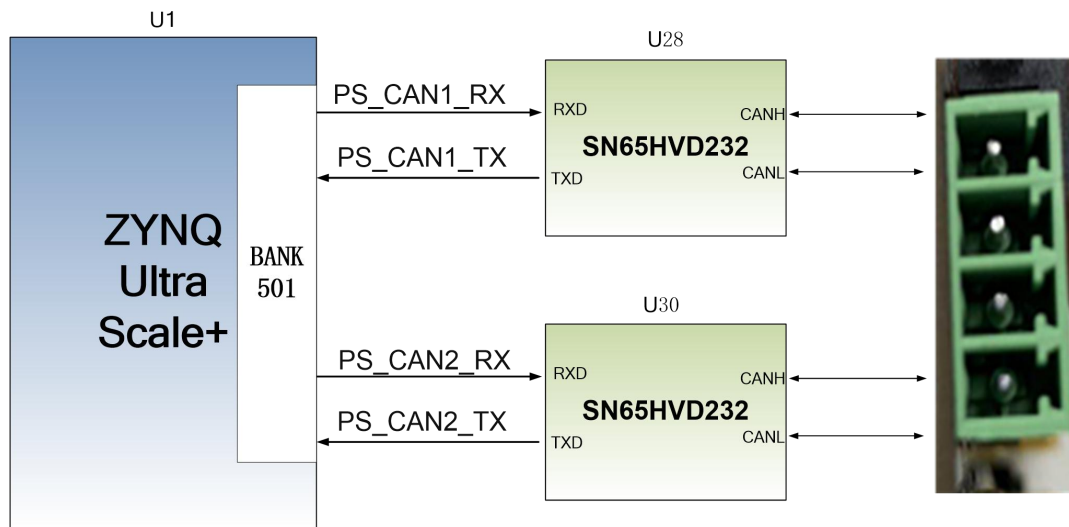 U1
ZYNQ
Ultra
Scale+
BANK
501
PS_CAN1_RX
PS_CAN1_TX
U28
RXD
CANH
SN65HVD232
TXD
CANL
PS_CAN2_RX
PS_CAN2_TX
U30
RXD
CANH
SN65HVD232
TXD
CANL